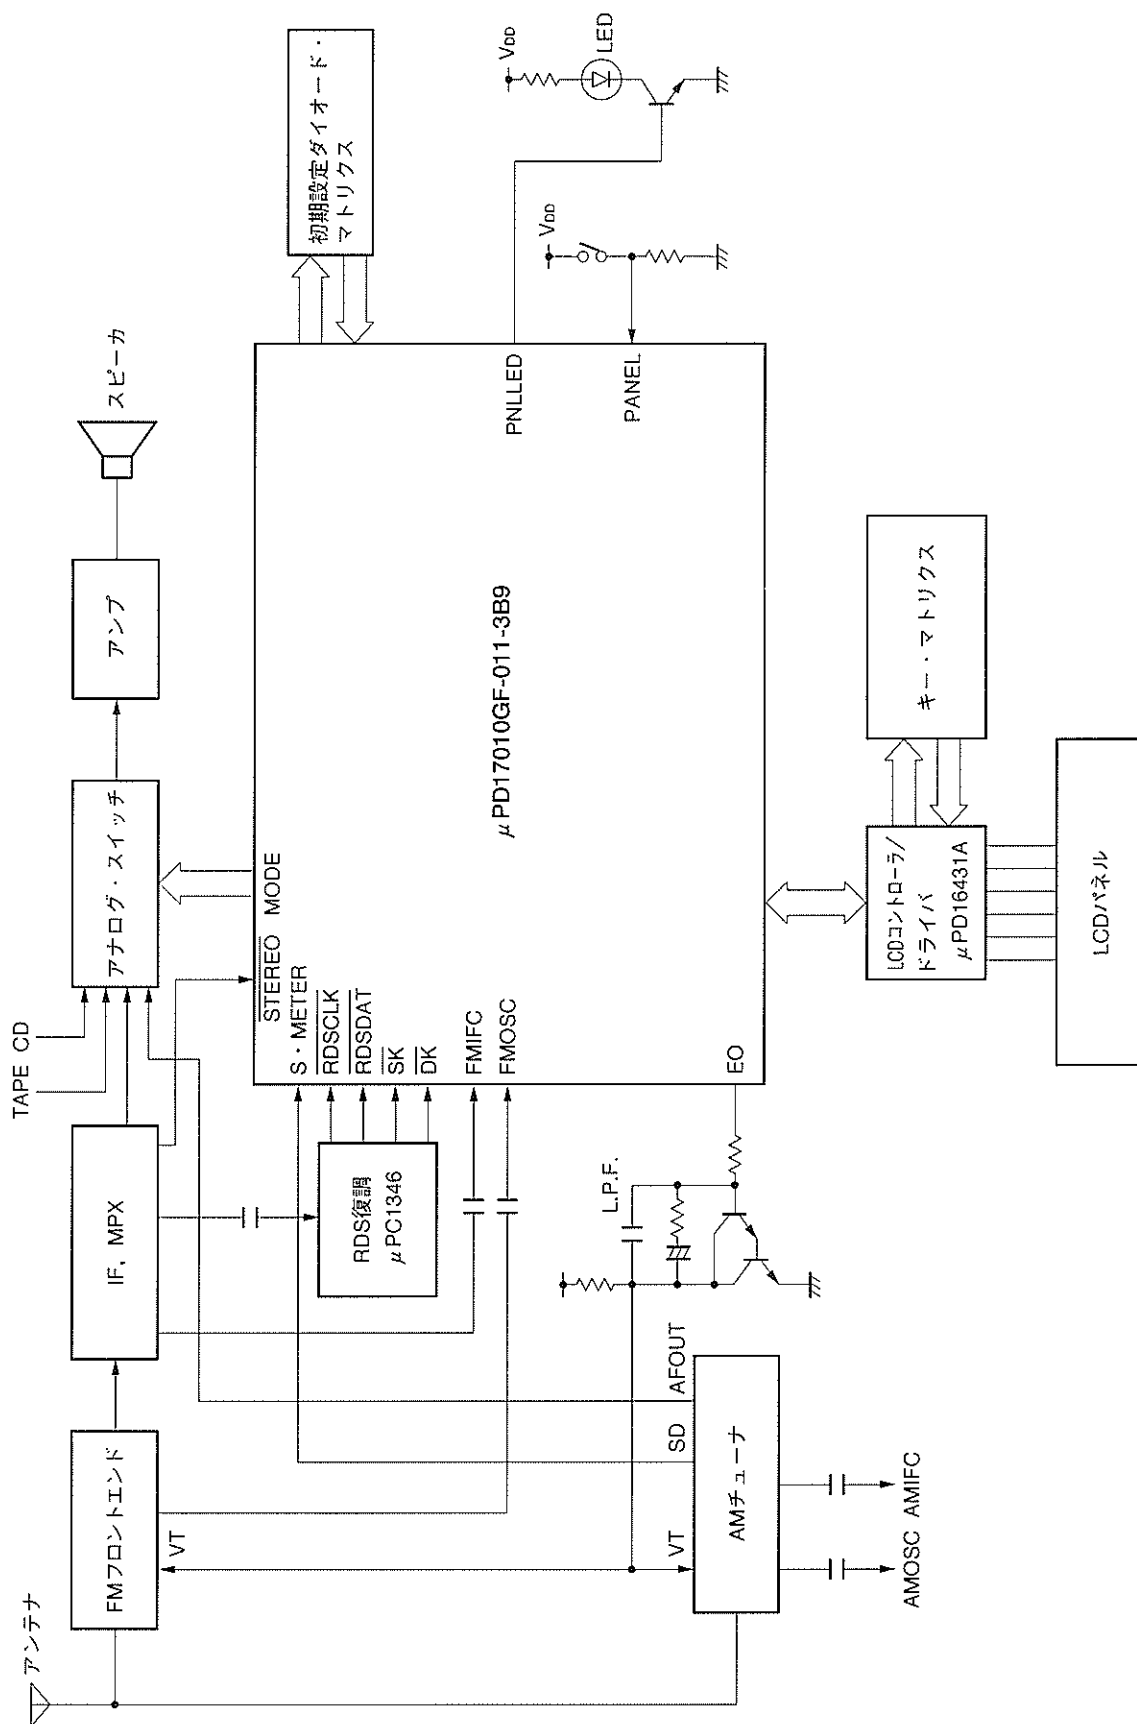 アンテナ
FMフロントエンド
VT
IF, MPX
TAPE CD
アナログ・スイッチ
アンプ
スピーカ
初期設定ダイオード・
マトリクス
STEREO
MODE
S・METER
RDSCLK
RDSDAT
SK
DK
FMIFC
FMOSC
RDS復調
μPC1346
μPD17010GF-011-3B9
PNLLED
PANEL
EO
VDD
LED
VDD
L.P.F.
VT
SD
AFOUT
AMチューナ
AMOSC AMIFC
LCDコントローラ/
ドライバ
μPD16431A
キー・マトリクス
LCDパネル